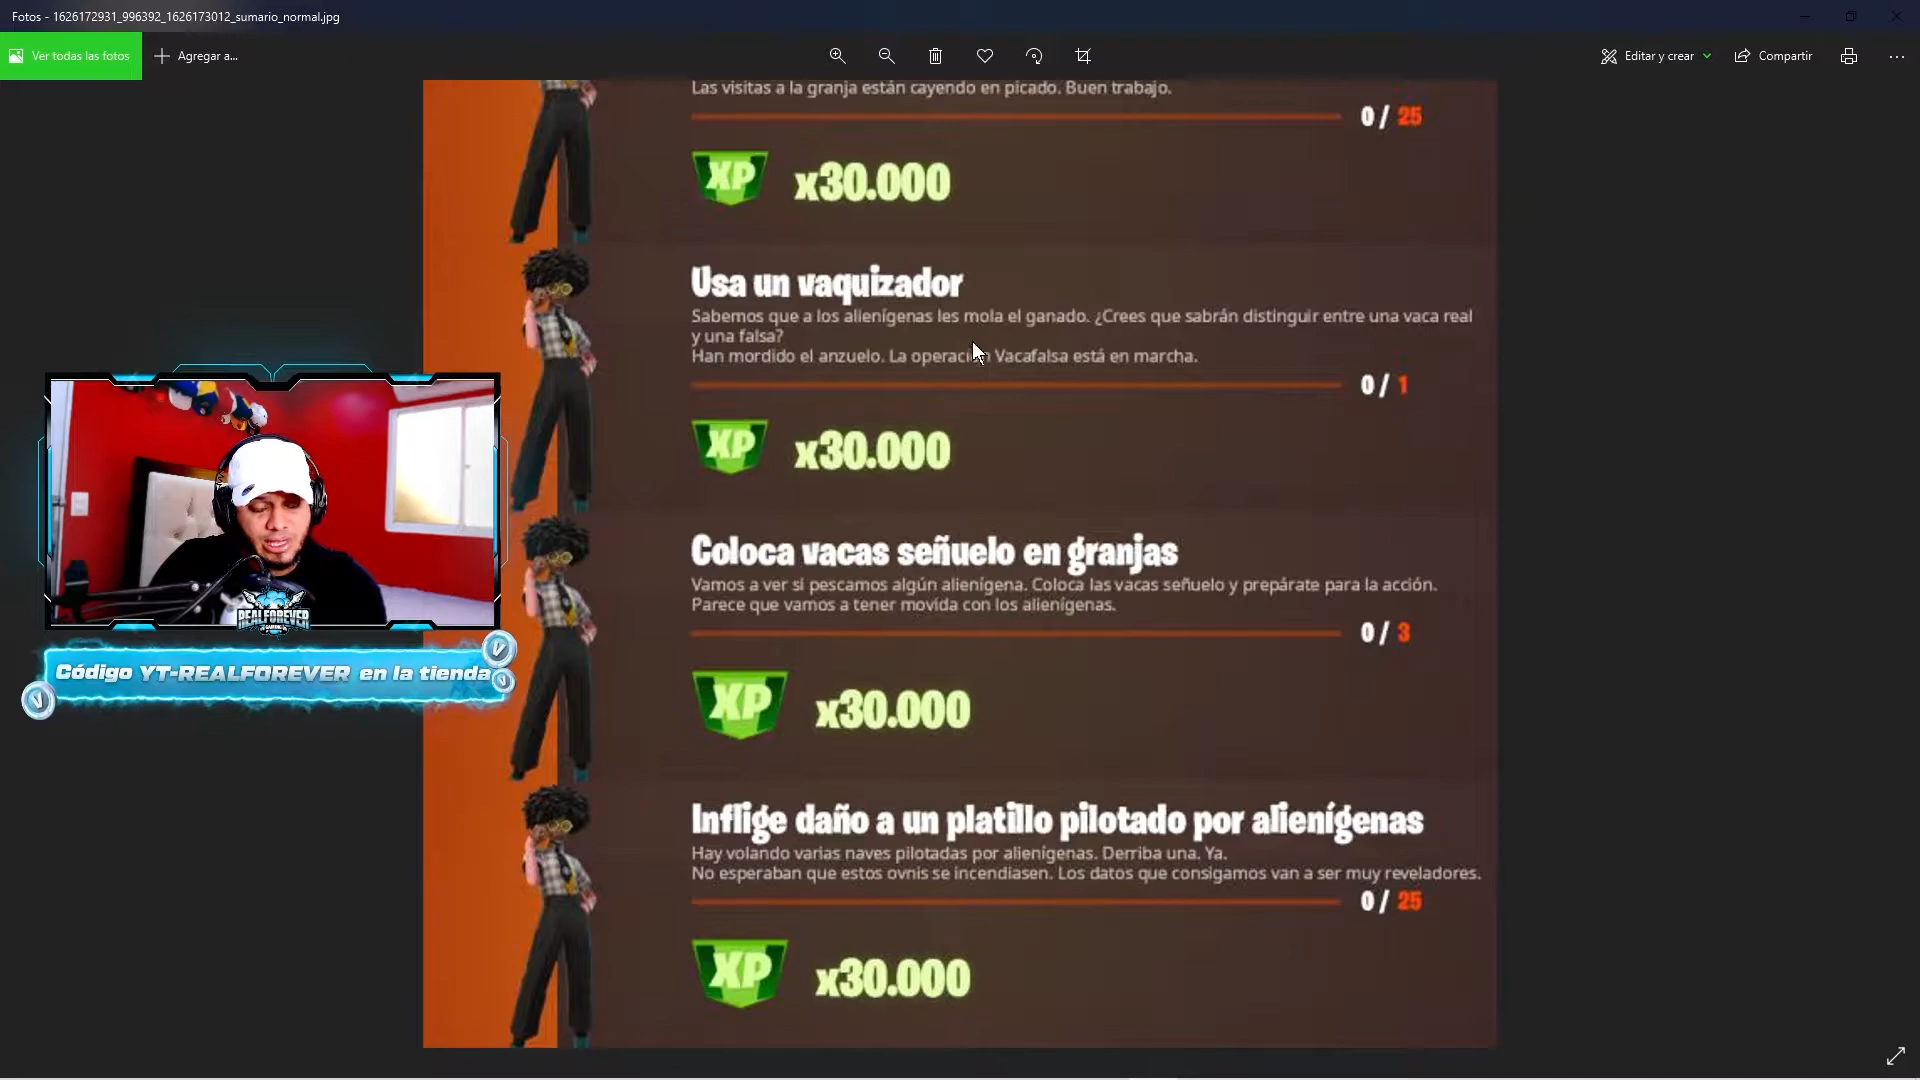 Fotos - 1626172931_996392_1626173012_sumario_normal.jpg
Ver todas las fotos
Agregar a...
Editar y crear
Compartir
Las visitas a la granja están cayendo en picado. Buen trabajo.
0 / 25
XP x30.000
Usa un vaquizador
Sabemos que a los alienígenas les mola el ganado. ¿Crees que sabrán distinguir entre una vaca real
y una falsa?
Han mordido el anzuelo. La operación Vacafalsa está en marcha.
0 / 1
XP x30.000
Coloca vacas señuelo en granjas
Vamos a ver si pescamos algún alienígena. Coloca las vacas señuelo y prepárate para la acción.
Parece que vamos a tener movida con los alienígenas.
0 / 3
XP x30.000
Inflige daño a un platillo pilotado por alienígenas
Hay volando varias naves pilotadas por alienígenas. Derriba una. Ya.
No esperaban que estos ovnis se incendiasen. Los datos que consigamos van a ser muy reveladores.
0 / 25
XP x30.000
REALFOREVER
GAMING
Código YT-REALFOREVER en la tienda
V
V
V